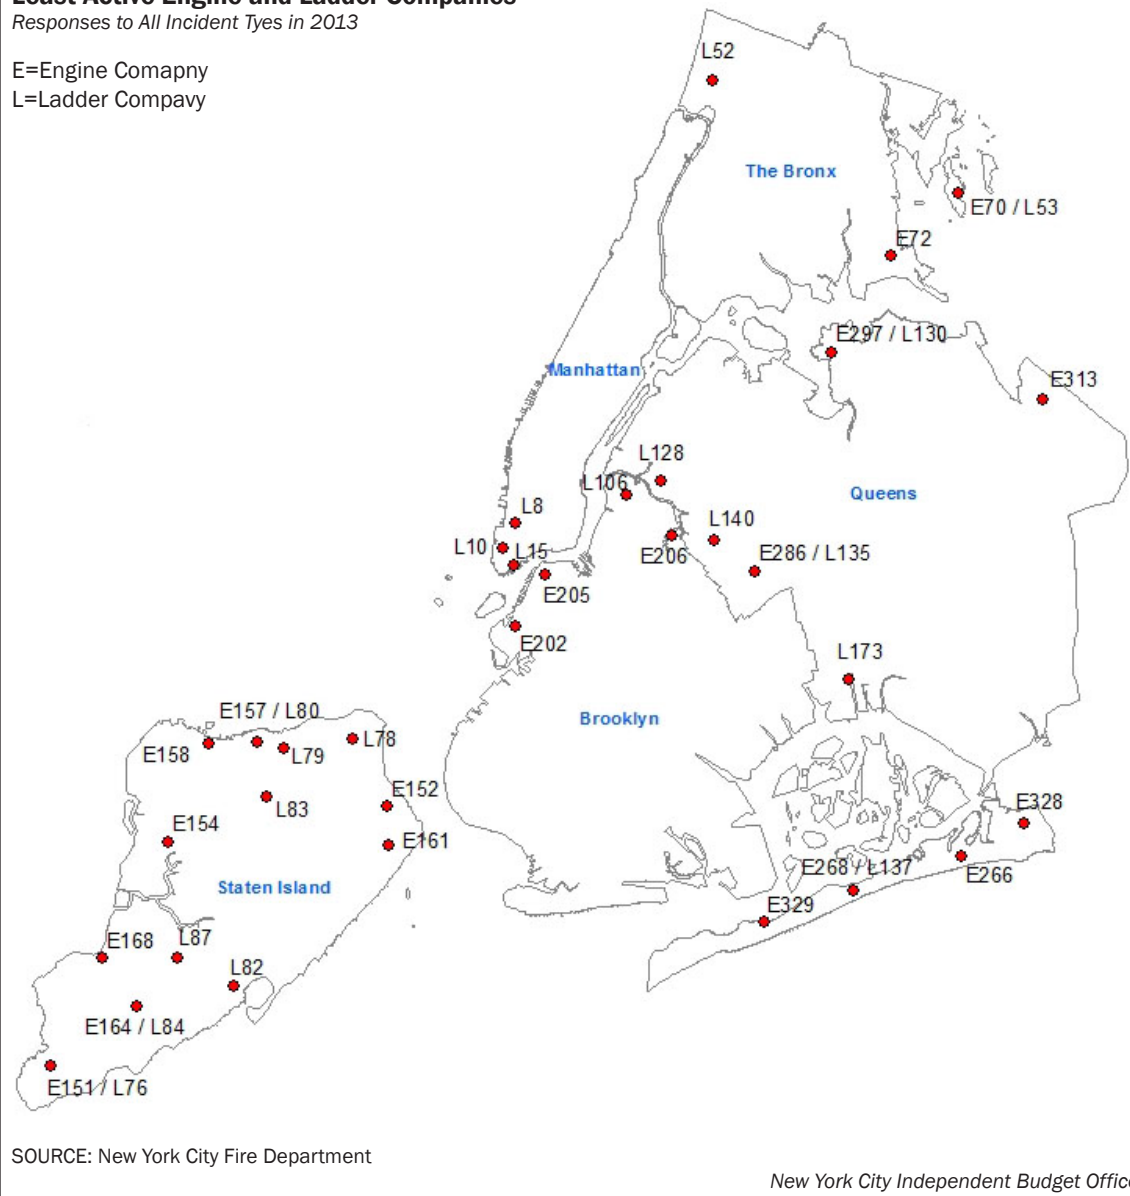 Least Active Engine and Ladder Companies
Responses to All Incident Tyes in 2013
E=Engine Comapny
L=Ladder Compavy
L52
The Bronx
E70 / L53
E72
E297 / L130
Manhattan
E313
L128
L106
Queens
L8
L140
L10
L15
E206
E286 / L135
E205
E202
L173
E157 / L80
Brooklyn
L78
E158
L79
E152
L83
E328
E154
E161
E268 / L137
E266
Staten Island
E329
E168
L87
L82
E164 / L84
E151 / L76
SOURCE: New York City Fire Department
New York City Independent Budget Office